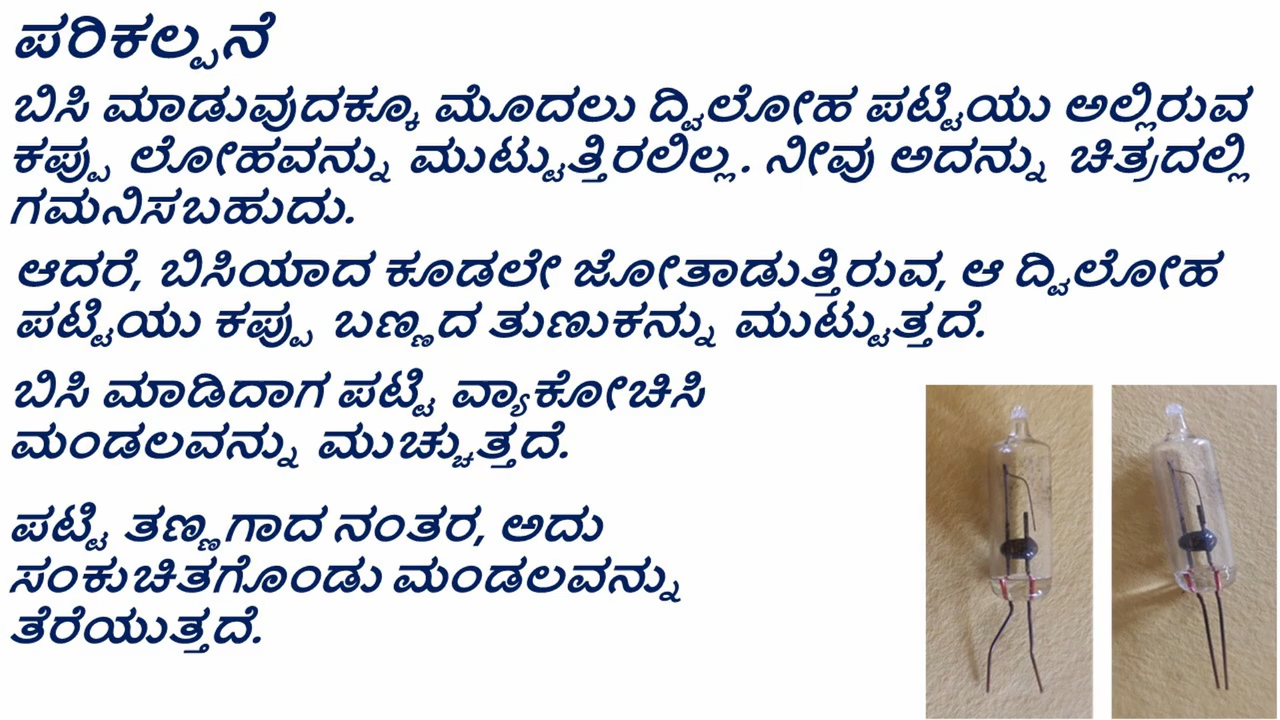 ಪರಿಕಲ್ಪನೆ
ಬಿಸಿ ಮಾಡುವುದಕ್ಕೂ ಮೊದಲು ದ್ವಿಲೋಹ ಪಟ್ಟಿಯು ಅಲ್ಲಿರುವ
ಕಪ್ಪು ಲೋಹವನ್ನು ಮುಟ್ಟುತ್ತಿರಲಿಲ್ಲ. ನೀವು ಅದನ್ನು ಚಿತ್ರದಲ್ಲಿ
ಗಮನಿಸಬಹುದು.
ಆದರೆ, ಬಿಸಿಯಾದ ಕೂಡಲೇ ಜೋತಾಡುತ್ತಿರುವ, ಆ ದ್ವಿಲೋಹ
ಪಟ್ಟಿಯು ಕಪ್ಪು ಬಣ್ಣದ ತುಣುಕನ್ನು ಮುಟ್ಟುತ್ತದೆ.
ಬಿಸಿ ಮಾಡಿದಾಗ ಪಟ್ಟಿ ವ್ಯಾಕೋಚಿಸಿ
ಮಂಡಲವನ್ನು ಮುಚ್ಚುತ್ತದೆ.
ಪಟ್ಟಿ ತಣ್ಣಗಾದ ನಂತರ, ಅದು
ಸಂಕುಚಿತಗೊಂಡು ಮಂಡಲವನ್ನು
ತೆರೆಯುತ್ತದೆ.